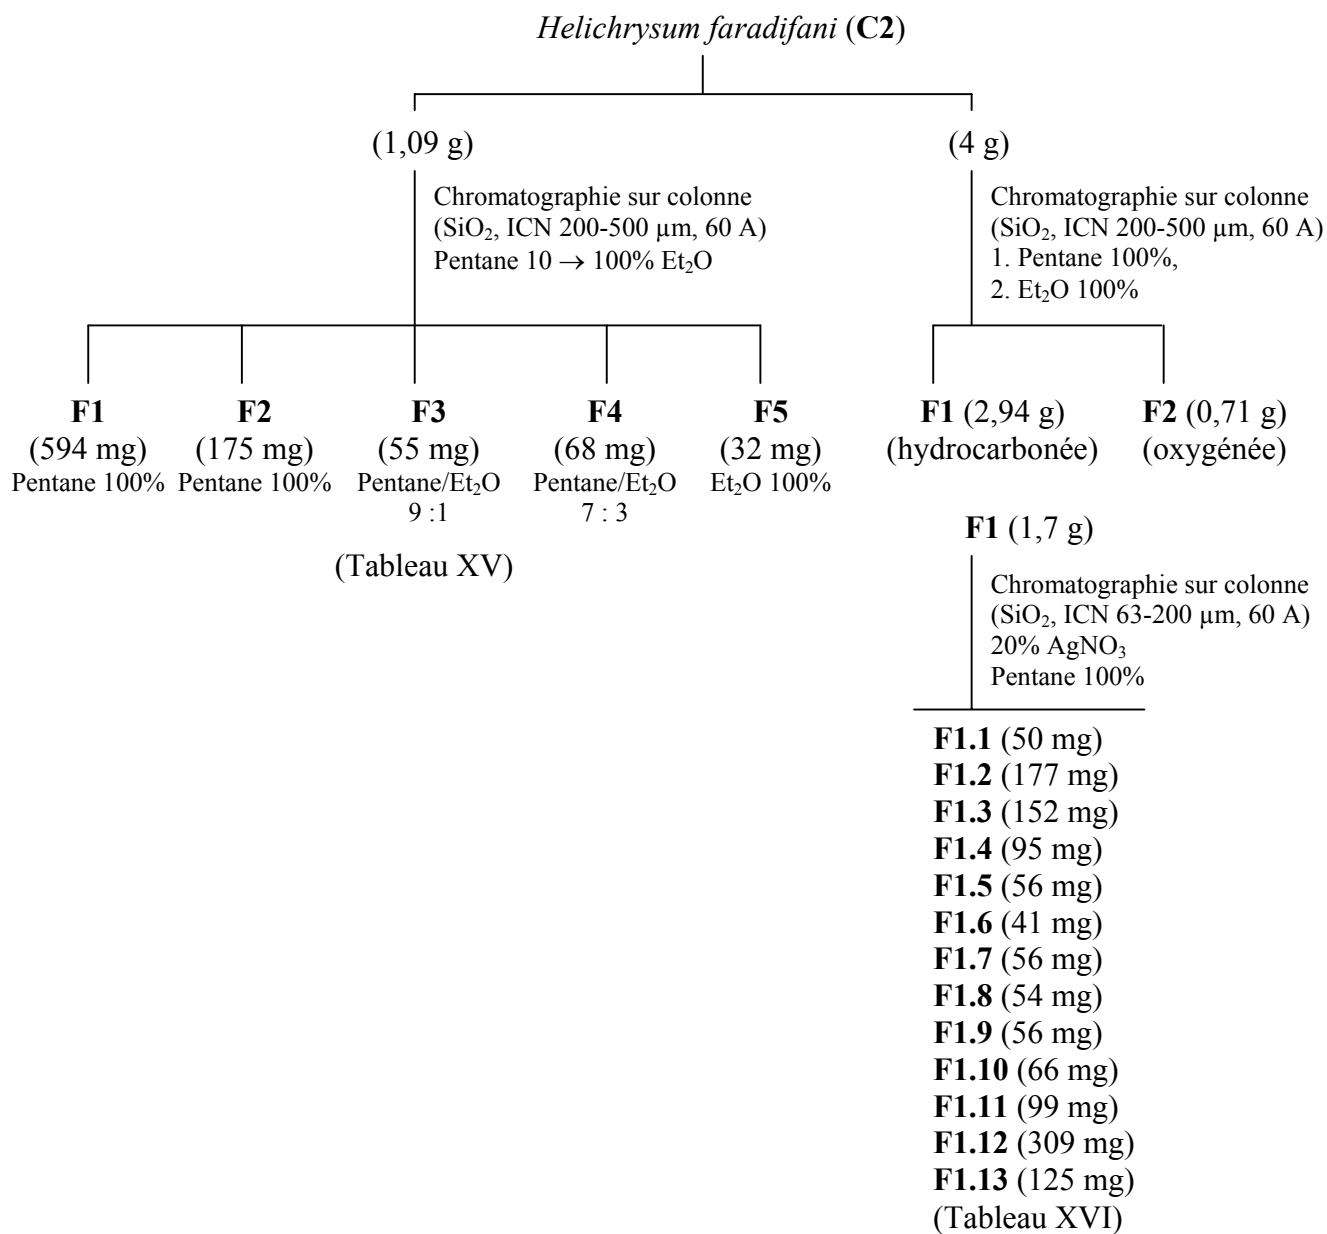 Helichrysum faradifani (C2)
(1,09 g)
Chromatographie sur colonne
(SiO₂, ICN 200-500 µm, 60 A)
Pentane 10 → 100% Et₂O
F1
(594 mg)
Pentane 100%
F2
(175 mg)
Pentane 100%
F3
(55 mg)
Pentane/Et₂O
9 :1
F4
(68 mg)
Pentane/Et₂O
7 : 3
F5
(32 mg)
Et₂O 100%
(Tableau XV)
(4 g)
Chromatographie sur colonne
(SiO₂, ICN 200-500 µm, 60 A)
1. Pentane 100%,
2. Et₂O 100%
F1 (2,94 g)
(hydrocarbonée)
F2 (0,71 g)
(oxygénée)
F1 (1,7 g)
Chromatographie sur colonne
(SiO₂, ICN 63-200 µm, 60 A)
20% AgNO₃
Pentane 100%
F1.1 (50 mg)
F1.2 (177 mg)
F1.3 (152 mg)
F1.4 (95 mg)
F1.5 (56 mg)
F1.6 (41 mg)
F1.7 (56 mg)
F1.8 (54 mg)
F1.9 (56 mg)
F1.10 (66 mg)
F1.11 (99 mg)
F1.12 (309 mg)
F1.13 (125 mg)
(Tableau XVI)